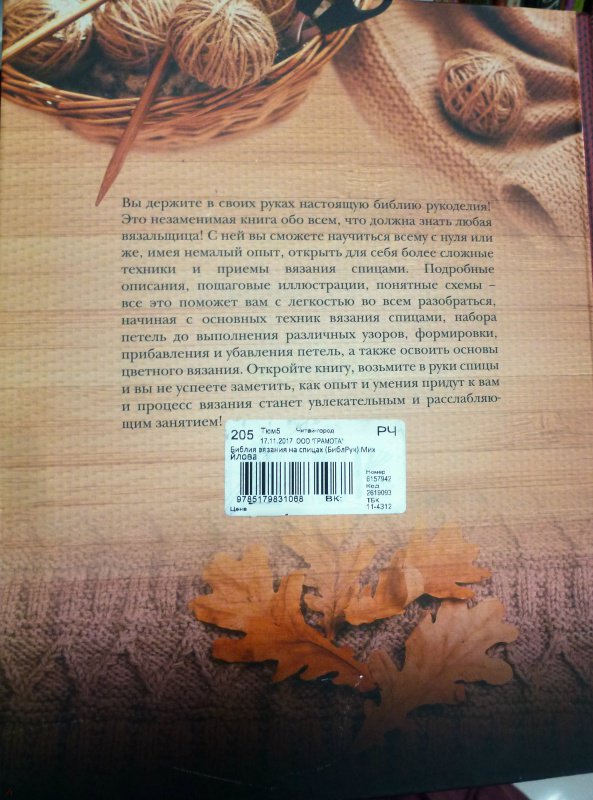 Вы держите в своих руках настоящую библию рукоделия!
Это незаменимая книга обо всем, что должна знать любая
вязальщица! С ней вы сможете научиться всему с нуля или
же, имея немалый опыт, открыть для себя более сложные
техники и приемы вязания спицами. Подробные
описания, пошаговые иллюстрации, понятные схемы –
все это поможет вам с легкостью во всем разобраться,
начиная с основных техник вязания спицами, набора
петель до выполнения различных узоров, формировки,
прибавления и убавления петель, а также освоить основы
цветного вязания. Откройте книгу, возьмите в руки спицы
и вы не успеете заметить, как опыт и умения придут к вам
и процесс вязания станет увлекательным и расслабляю-
щим занятием!
205 Тюм5 Читай-город РЧ
17.11.2017 ООО "ГРАМОТА"
Библия вязания на спицах (БиблРук) Мих
йлова
Номер
6157942
Код
2619093
ТБК
11-4312
9785179831068 ВК:
Цена